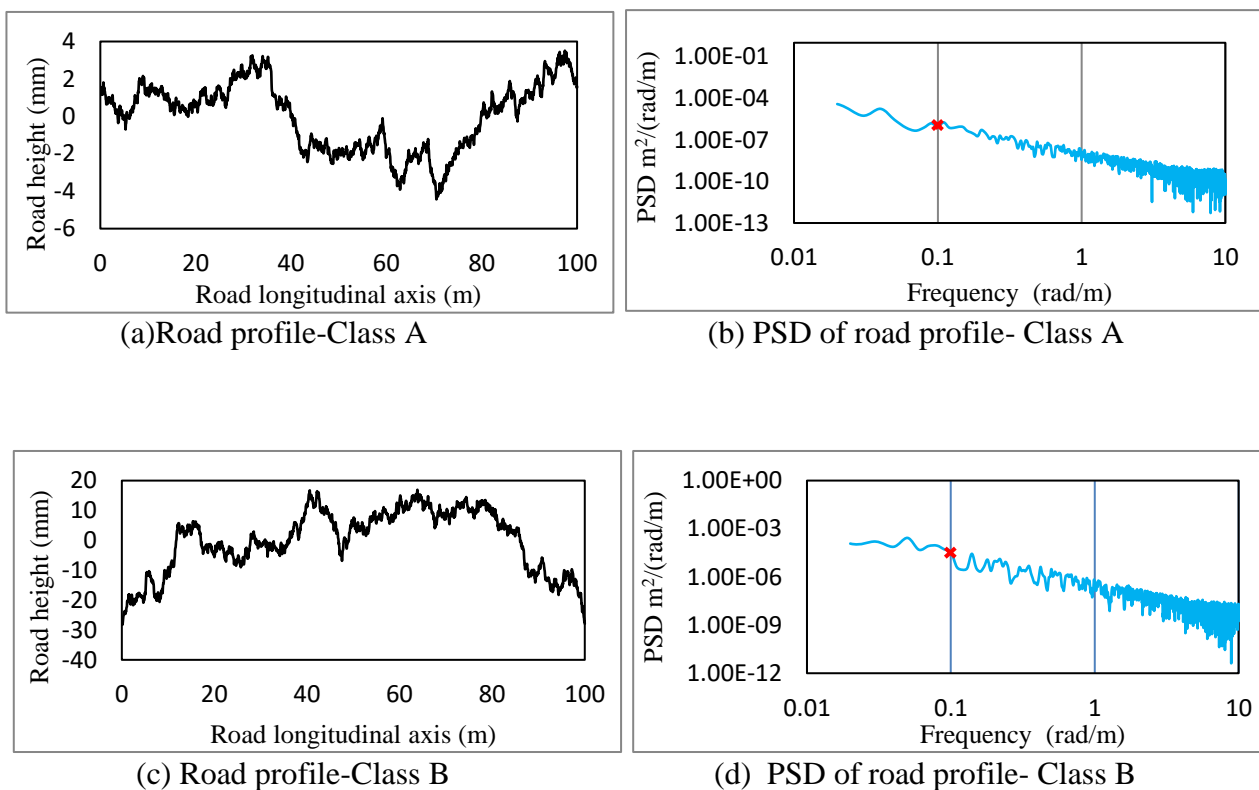 4
2
0
-2
-4
-6
Road height (mm)
0 20 40 60 80 100
Road longitudinal axis (m)
(a)Road profile-Class A
1.00E-01
1.00E-04
1.00E-07
1.00E-10
1.00E-13
PSD m²/(rad/m)
0.01 0.1 1 10
Frequency (rad/m)
(b) PSD of road profile- Class A
20
10
0
-10
-20
-30
-40
Road height (mm)
0 20 40 60 80 100
Road longitudinal axis (m)
(c) Road profile-Class B
1.00E+00
1.00E-03
1.00E-06
1.00E-09
1.00E-12
PSD m²/(rad/m)
0.01 0.1 1 10
Frequency (rad/m)
(d) PSD of road profile- Class B